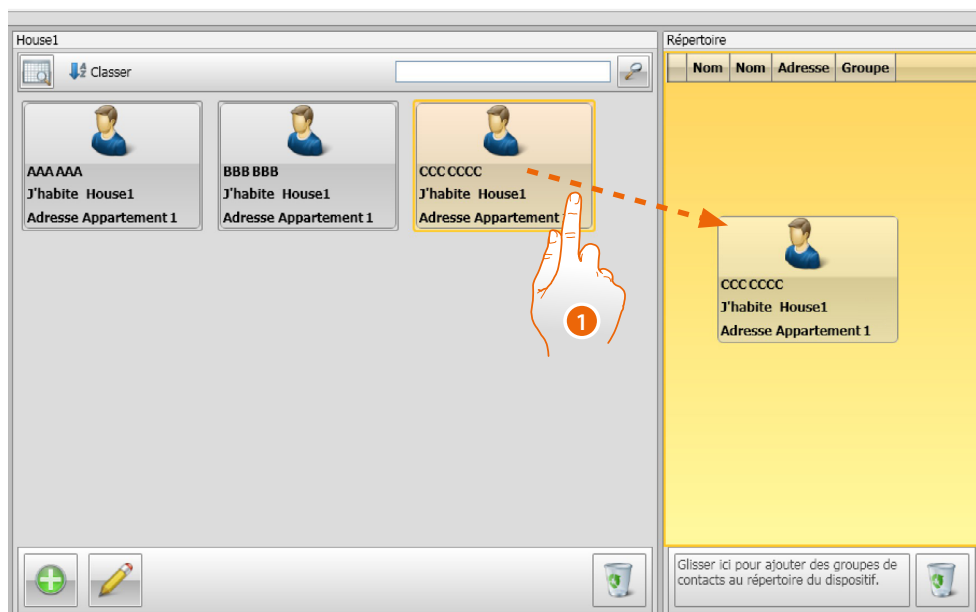 House1
Classer
AAA AAA
J'habite House1
Adresse Appartement 1
BBB BBB
J'habite House1
Adresse Appartement 1
CCC CCCC
J'habite House1
Adresse Appartement
1
Répertoire
Nom Nom Adresse Groupe
CCC CCCC
J'habite House1
Adresse Appartement 1
Glisser ici pour ajouter des groupes de
contacts au répertoire du dispositif.